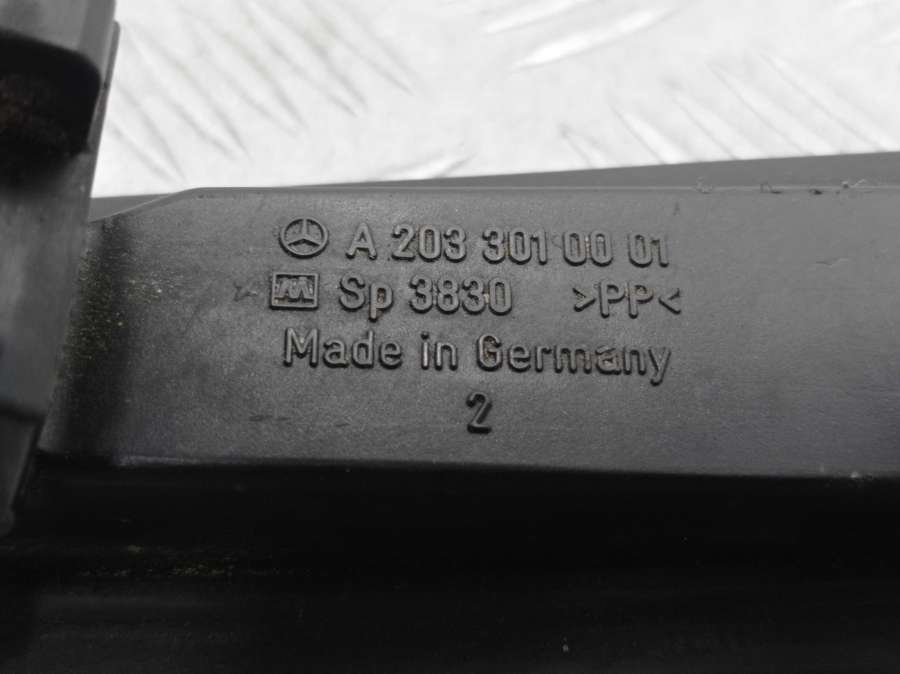 A 203 301 00 01
Sp 3830 >PP<
Made in Germany
2